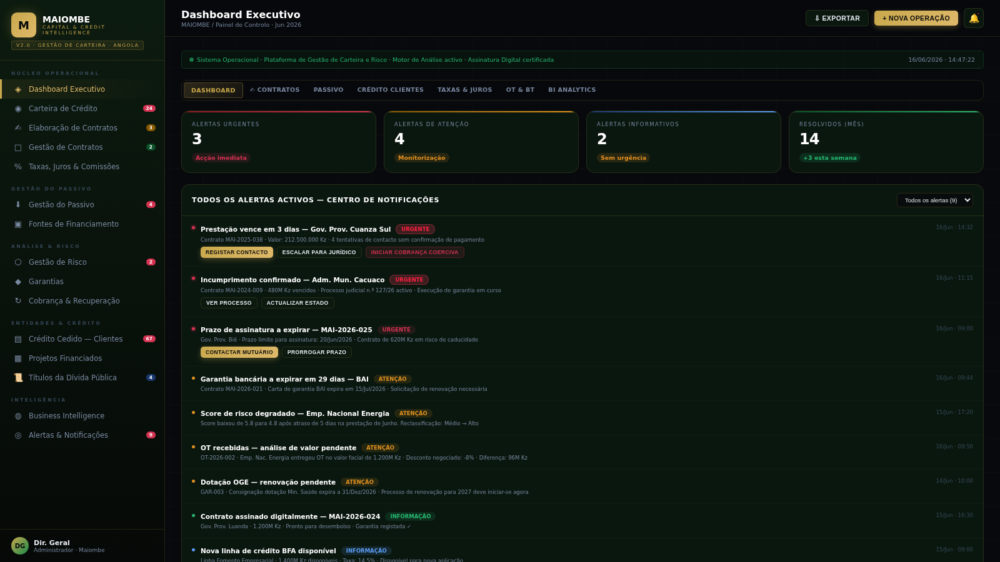 M
MAIOMBE
CAPITAL & CREDIT
INTELLIGENCE
V2.0 · GESTÃO DE CARTEIRA · ANGOLA
NÚCLEO OPERACIONAL
Dashboard Executivo
Carteira de Crédito 24
Elaboração de Contratos 3
Gestão de Contratos 2
% Taxas, Juros & Comissões
GESTÃO DO PASSIVO
Gestão do Passivo 4
Fontes de Financiamento
ANÁLISE & RISCO
Gestão de Risco 2
Garantias
Cobrança & Recuperação
ENTIDADES & CRÉDITO
Crédito Cedido — Clientes 67
Projetos Financiados
Títulos da Dívida Pública 4
INTELIGÊNCIA
Business Intelligence
Alertas & Notificações 9
DG
Dir. Geral
Administrador · Maiombe
Dashboard Executivo
MAIOMBE / Painel de Controlo · Jun 2026
⇩ EXPORTAR
+ NOVA OPERAÇÃO
Sistema Operacional · Plataforma de Gestão de Carteira e Risco · Motor de Análise activo · Assinatura Digital certificada
16/06/2026 · 14:47:22
DASHBOARD ✍ CONTRATOS PASSIVO CRÉDITO CLIENTES TAXAS & JUROS OT & BT BI ANALYTICS
ALERTAS URGENTES
3
Acção imediata
ALERTAS DE ATENÇÃO
4
Monitorização
ALERTAS INFORMATIVOS
2
Sem urgência
RESOLVIDOS (MÊS)
14
+3 esta semana
TODOS OS ALERTAS ACTIVOS — CENTRO DE NOTIFICAÇÕES
Todos os alertas (9)
Prestação vence em 3 dias — Gov. Prov. Cuanza Sul URGENTE 16/Jun · 14:32
Contrato MAI-2025-038 · Valor: 212.500.000 Kz · 4 tentativas de contacto sem confirmação de pagamento
REGISTAR CONTACTO ESCALAR PARA JURÍDICO INICIAR COBRANÇA COERCIVA
Incumprimento confirmado — Adm. Mun. Cacuaco URGENTE 16/Jun · 11:15
Contrato MAI-2024-009 · 480M Kz vencidos · Processo judicial n.º 127/26 activo · Execução de garantia em curso
VER PROCESSO ACTUALIZAR ESTADO
Prazo de assinatura a expirar — MAI-2026-025 URGENTE 16/Jun · 09:00
Gov. Prov. Bié · Prazo limite para assinatura: 20/Jun/2026 · Contrato de 620M Kz em risco de caducidade
CONTACTAR MUTUÁRIO PRORROGAR PRAZO
Garantia bancária a expirar em 29 dias — BAI ATENÇÃO 16/Jun · 09:44
Contrato MAI-2026-021 · Carta de garantia BAI expira em 15/Jul/2026 · Solicitação de renovação necessária
Score de risco degradado — Emp. Nacional Energia ATENÇÃO 15/Jun · 17:20
Score baixou de 5.8 para 4.8 após atraso de 5 dias na prestação de Junho. Reclassificação: Médio → Alto
OT recebidas — análise de valor pendente ATENÇÃO 16/Jun · 09:50
OT-2026-002 · Emp. Nac. Energia entregou OT no valor facial de 1.200M Kz · Desconto negociado: -8% · Diferença: 96M Kz
Dotação OGE — renovação pendente ATENÇÃO 14/Jun · 10:00
GAR-003 · Consignação dotação Min. Saúde expira a 31/Dez/2026 · Processo de renovação para 2027 deve iniciar-se agora
Contrato assinado digitalmente — MAI-2026-024 INFORMAÇÃO 15/Jun · 16:30
Gov. Prov. Luanda · 1.200M Kz · Pronto para desembolso · Garantia registada ✓
Nova linha de crédito BFA disponível INFORMAÇÃO 15/Jun · 09:00
Linha Fomento Empresarial · 1.400M Kz disponíveis · Taxa: 14.5% · Disponível para nova aplicação